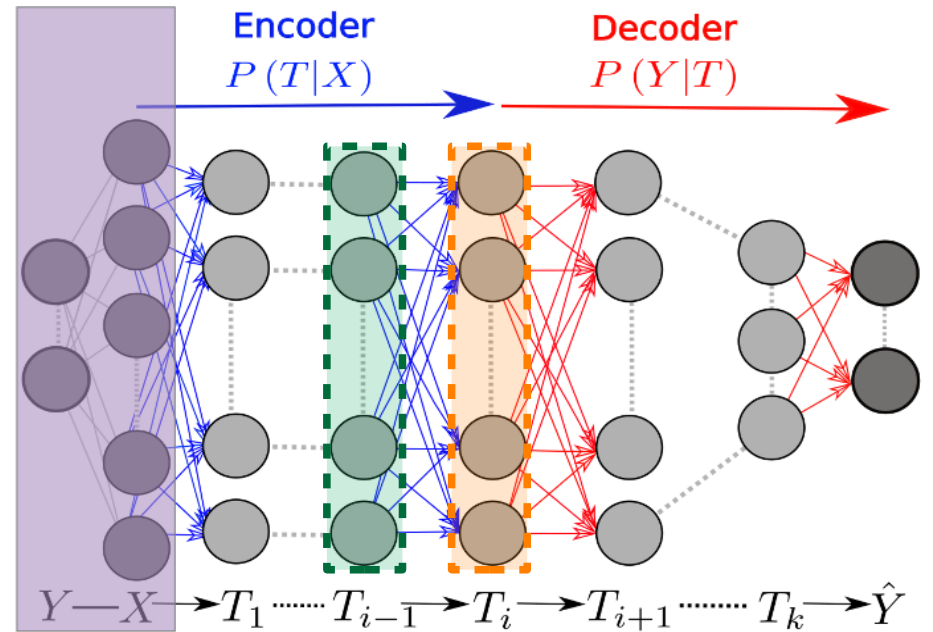 Encoder Decoder
P(T|X) P(Y|T)
Y—X → T₁ ........ Tᵢ₋₁ → Tᵢ → Tᵢ₊₁ ........ Tₖ → Ŷ